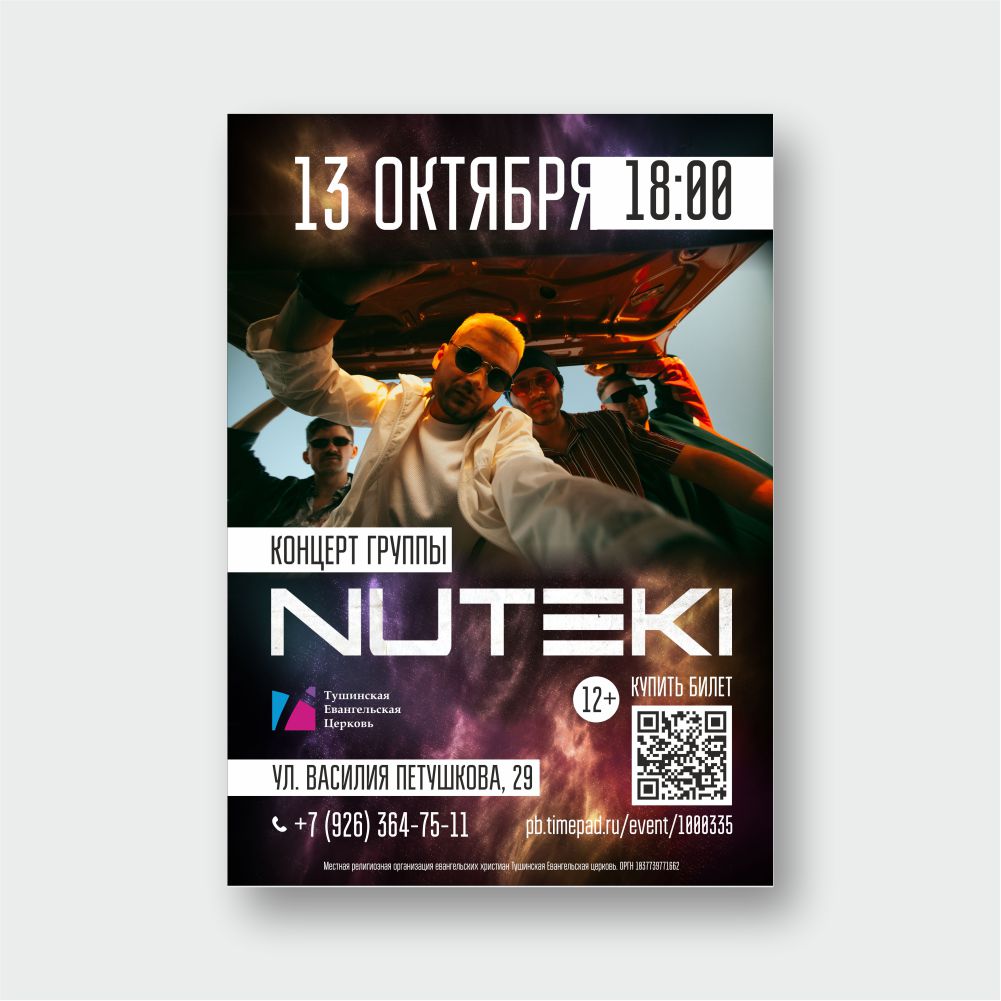 13 ОКТЯБРЯ 18:00
КОНЦЕРТ ГРУППЫ
NUTEKI
Тушинская
Евангельская
Церковь
12+
КУПИТЬ БИЛЕТ
УЛ. ВАСИЛИЯ ПЕТУШКОВА, 29
+7 (926) 364-75-11
pb.timepad.ru/event/1000335
Местная религиозная организация евангельских христиан Тушинская Евангельская церковь. ОРГН 1037739771662